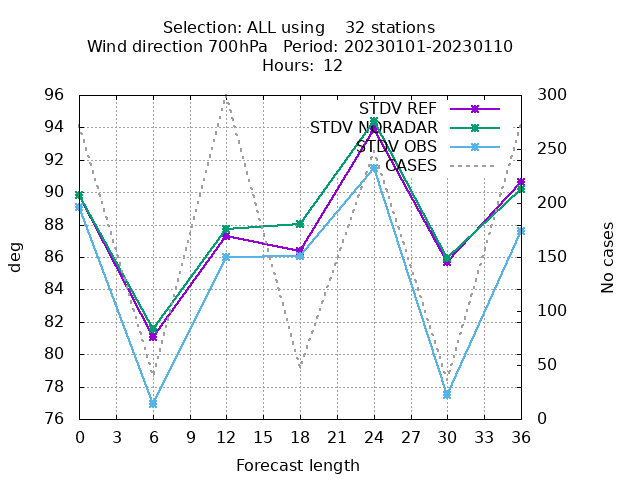 Selection: ALL using    32 stations
Wind direction 700hPa   Period: 20230101-20230110
Hours:  12
STDV REF
STDV NORADAR
STDV OBS
CASES
deg
96
94
92
90
88
86
84
82
80
78
76
No cases
300
250
200
150
100
50
0
0 3 6 9 12 15 18 21 24 27 30 33 36
Forecast length